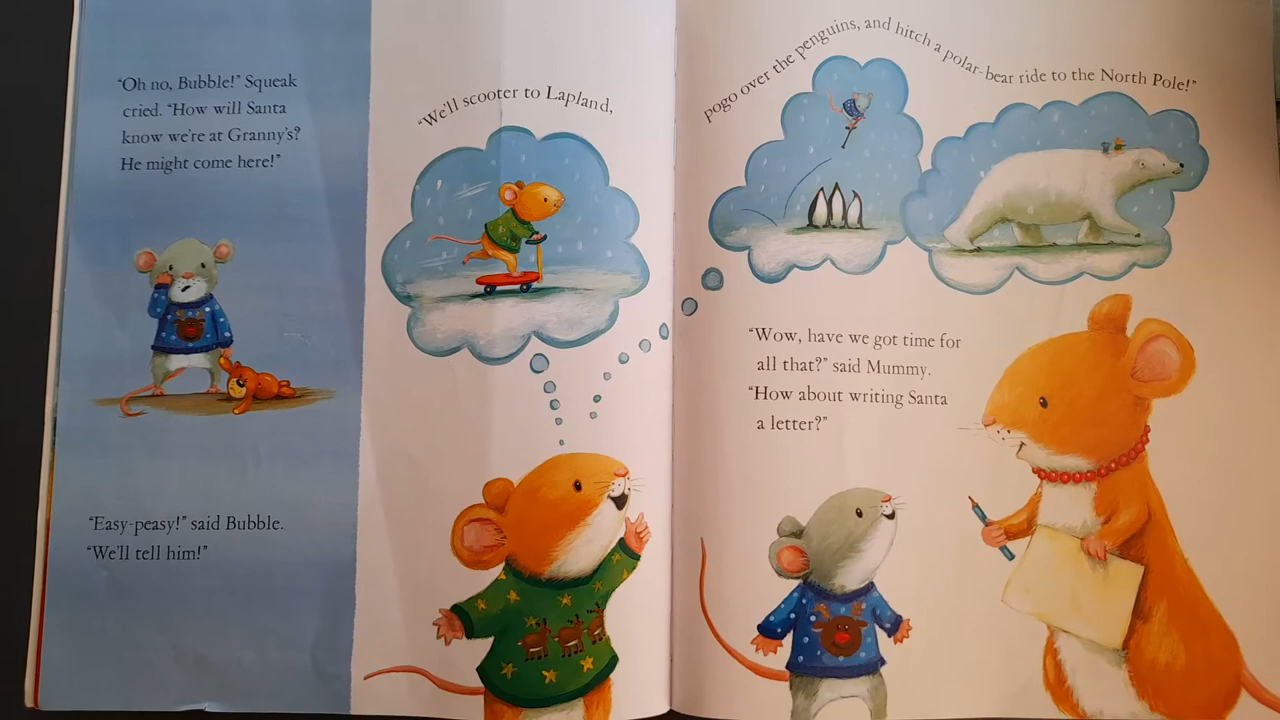 “Oh no, Bubble!” Squeak
cried. “How will Santa
know we’re at Granny’s?
He might come here!”
“Easy-peasy!” said Bubble.
“We’ll tell him!”
“We’ll scooter to Lapland,
pogo over the penguins, and hitch a polar-bear ride to the North Pole!”
“Wow, have we got time for
all that?” said Mummy.
“How about writing Santa
a letter?”